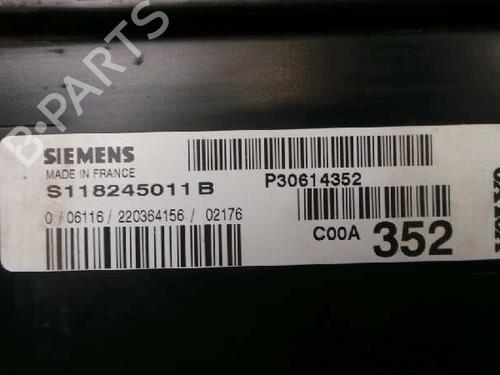 B-PARTS
SIEMENS
MADE IN FRANCE
S118245011 B
P30614352
0 / 06116 / 220364156 / 02176
C00A 352